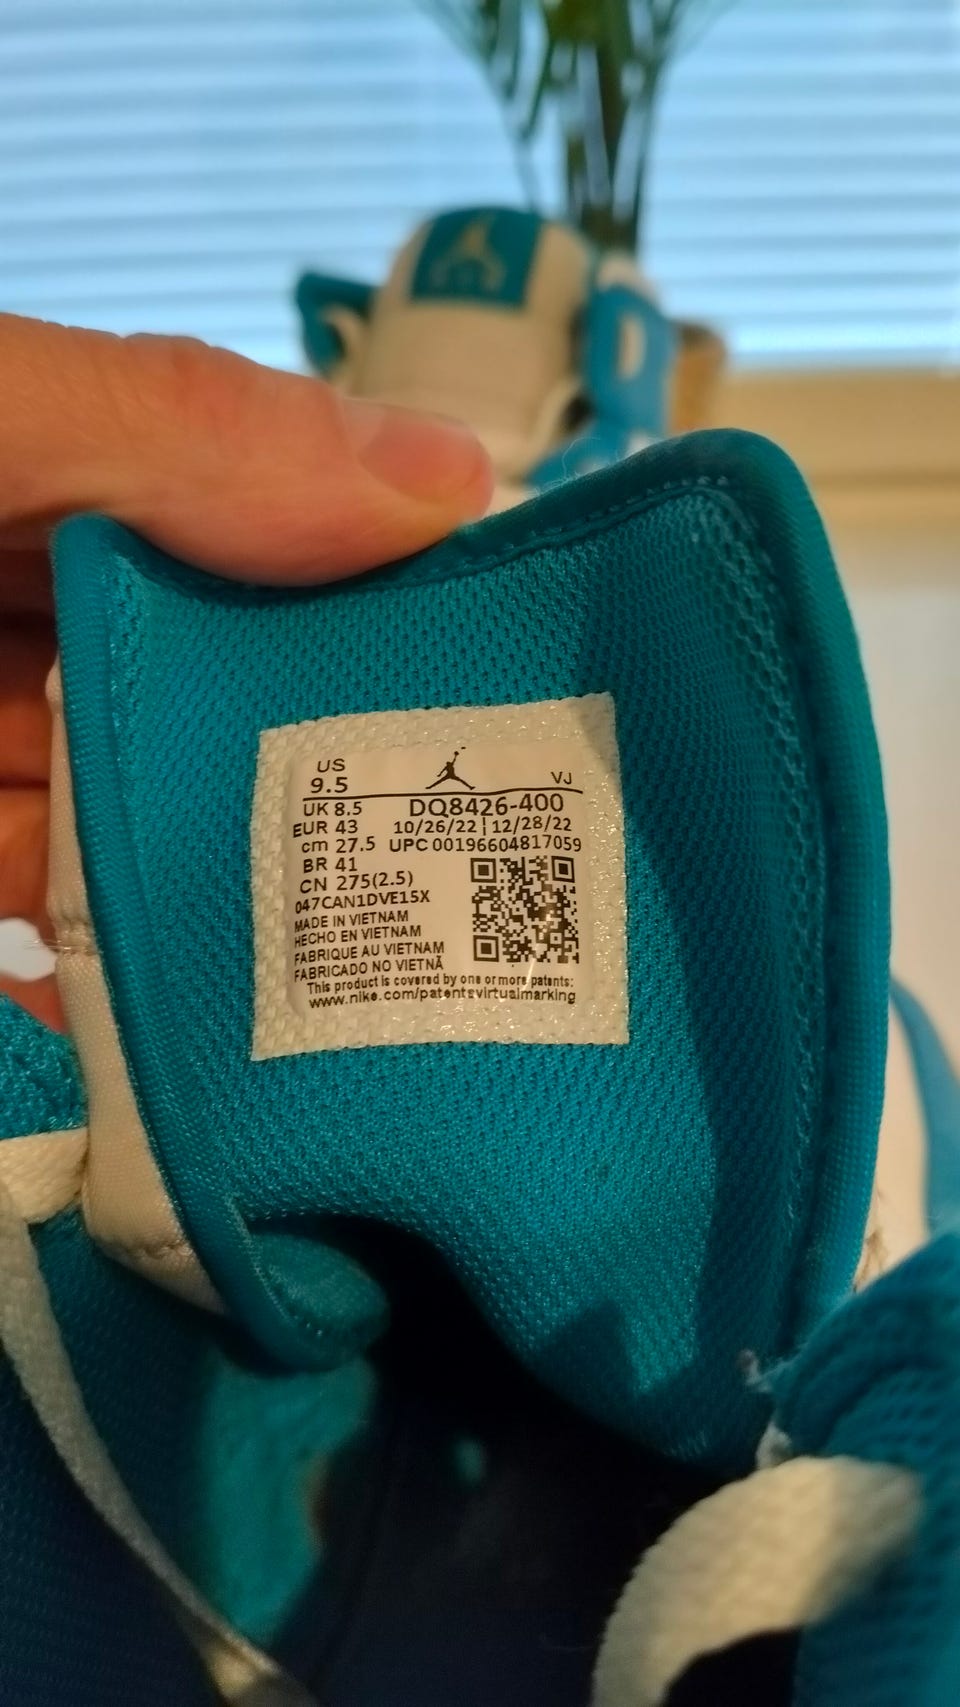 US
9.5
VJ
UK 8.5
DQ8426-400
EUR 43
10/26/22 | 12/28/22
cm 27.5
UPC 00196604817059
BR 41
CN 275(2.5)
047CAN1DVE15X
MADE IN VIETNAM
HECHO EN VIETNAM
FABRIQUE AU VIETNAM
FABRICADO NO VIETNÃ
This product is covered by one or more patents:
www.nike.com/patentsvirtualmarking